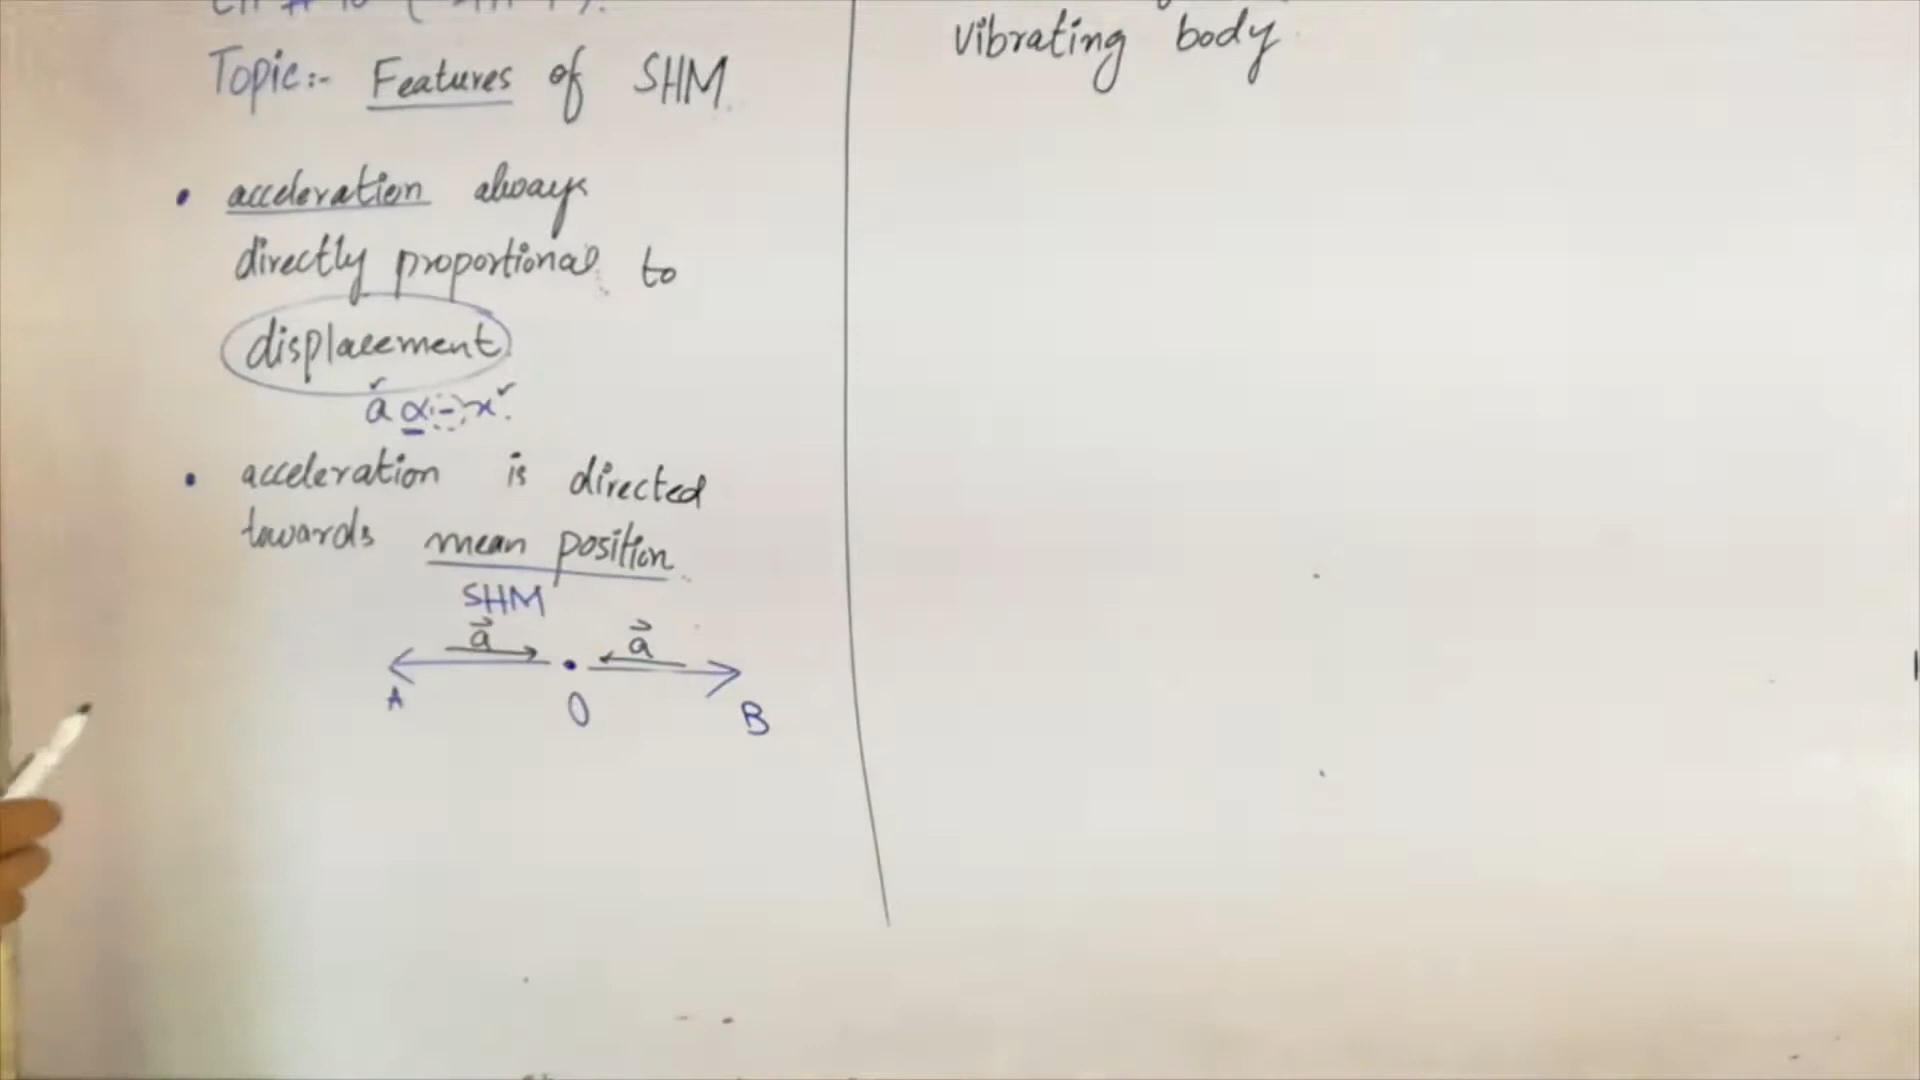 Topic:- Features of SHM
• acceleration always
directly proportional to
displacement
a α - x
• acceleration is directed
towards mean position
SHM
a⃗ a⃗
A O B
vibrating body